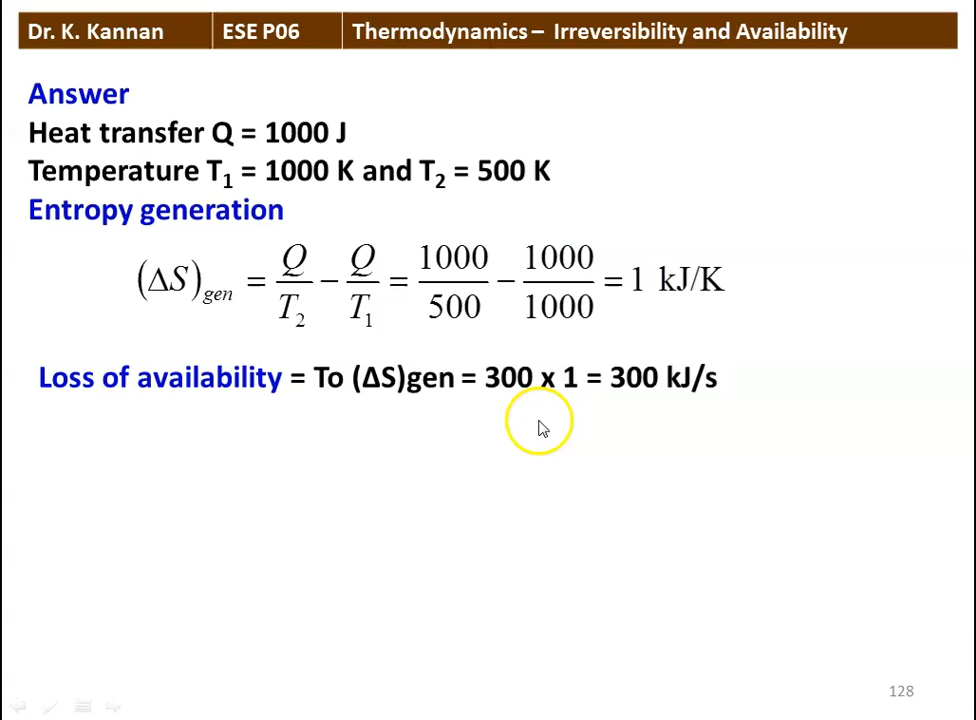 Dr. K. Kannan ESE P06 Thermodynamics – Irreversibility and Availability
Answer
Heat transfer Q = 1000 J
Temperature T₁ = 1000 K and T₂ = 500 K
Entropy generation
(ΔS)gen = Q/T₂ − Q/T₁ = 1000/500 − 1000/1000 = 1 kJ/K
Loss of availability = To (ΔS)gen = 300 x 1 = 300 kJ/s
128